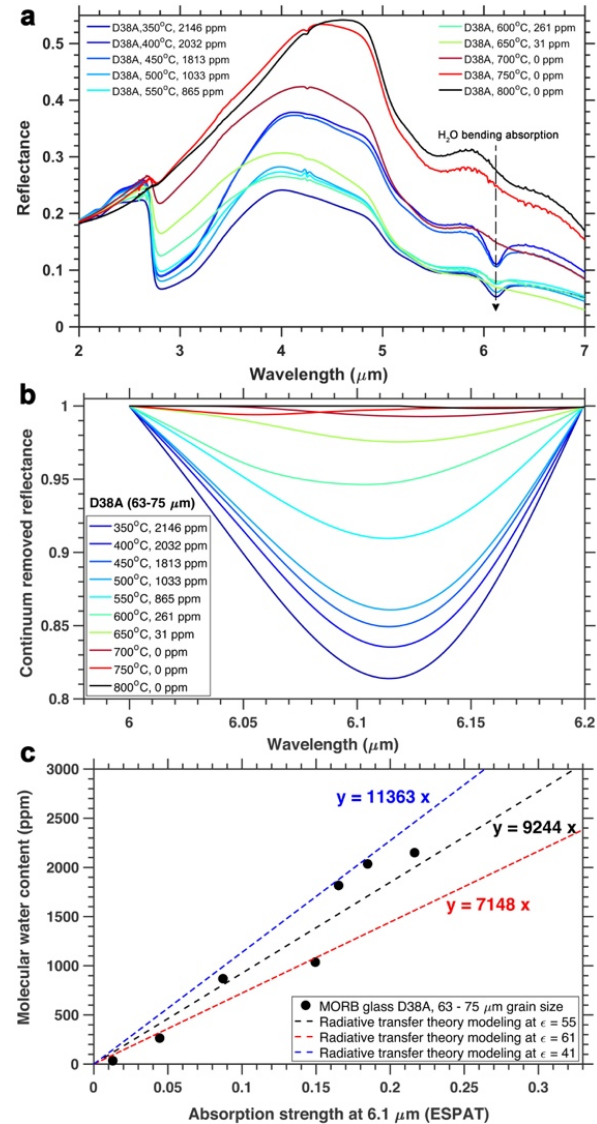 a
D38A,350°C, 2146 ppm
D38A,400°C, 2032 ppm
D38A, 450°C, 1813 ppm
D38A, 500°C, 1033 ppm
D38A, 550°C, 865 ppm
D38A, 600°C, 261 ppm
D38A, 650°C, 31 ppm
D38A, 700°C, 0 ppm
D38A, 750°C, 0 ppm
D38A, 800°C, 0 ppm
H₂O bending absorption
Reflectance
0.5
0.4
0.3
0.2
0.1
0
2 3 4 5 6 7
Wavelength (μm)
b
Continuum removed reflectance
1
0.95
0.9
0.85
0.8
D38A (63-75 μm)
350°C, 2146 ppm
400°C, 2032 ppm
450°C, 1813 ppm
500°C, 1033 ppm
550°C, 865 ppm
600°C, 261 ppm
650°C, 31 ppm
700°C, 0 ppm
750°C, 0 ppm
800°C, 0 ppm
6 6.05 6.1 6.15 6.2
Wavelength (μm)
c
Molecular water content (ppm)
3000
2500
2000
1500
1000
500
0
y = 11363 x
y = 9244 x
y = 7148 x
MORB glass D38A, 63 - 75 μm grain size
Radiative transfer theory modeling at ϵ = 55
Radiative transfer theory modeling at ϵ = 61
Radiative transfer theory modeling at ϵ = 41
0 0.05 0.1 0.15 0.2 0.25 0.3
Absorption strength at 6.1 μm (ESPAT)